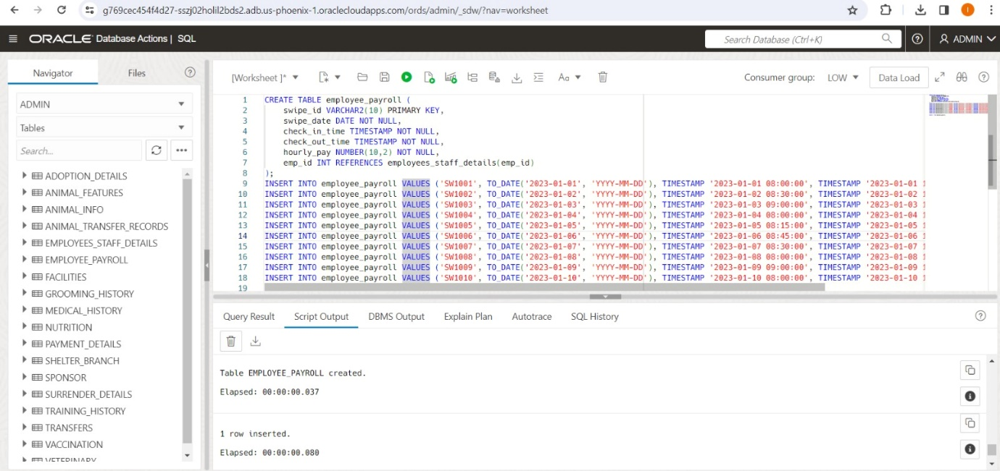 g769cec454f4d27-sszj02holil2bds2.adb.us-phoenix-1.oraclecloudapps.com/ords/admin/_sdw/?nav=worksheet
ORACLE Database Actions | SQL
Search Database (Ctrl+K)
ADMIN
Navigator
Files
ADMIN
Tables
Search...
ADOPTION_DETAILS
ANIMAL_FEATURES
ANIMAL_INFO
ANIMAL_TRANSFER_RECORDS
EMPLOYEES_STAFF_DETAILS
EMPLOYEE_PAYROLL
FACILITIES
GROOMING_HISTORY
MEDICAL_HISTORY
NUTRITION
PAYMENT_DETAILS
SHELTER_BRANCH
SPONSOR
SURRENDER_DETAILS
TRAINING_HISTORY
TRANSFERS
VACCINATION
VETERINARY
[Worksheet ]*
Aa
Consumer group: LOW
Data Load
1 CREATE TABLE employee_payroll (
2 swipe_id VARCHAR2(10) PRIMARY KEY,
3 swipe_date DATE NOT NULL,
4 check_in_time TIMESTAMP NOT NULL,
5 check_out_time TIMESTAMP NOT NULL,
6 hourly_pay NUMBER(10,2) NOT NULL,
7 emp_id INT REFERENCES employees_staff_details(emp_id)
8 );
9 INSERT INTO employee_payroll VALUES ('SW1001', TO_DATE('2023-01-01', 'YYYY-MM-DD'), TIMESTAMP '2023-01-01 08:00:00', TIMESTAMP '2023-01-01 1
10 INSERT INTO employee_payroll VALUES ('SW1002', TO_DATE('2023-01-02', 'YYYY-MM-DD'), TIMESTAMP '2023-01-02 08:30:00', TIMESTAMP '2023-01-02 1
11 INSERT INTO employee_payroll VALUES ('SW1003', TO_DATE('2023-01-03', 'YYYY-MM-DD'), TIMESTAMP '2023-01-03 09:00:00', TIMESTAMP '2023-01-03 1
12 INSERT INTO employee_payroll VALUES ('SW1004', TO_DATE('2023-01-04', 'YYYY-MM-DD'), TIMESTAMP '2023-01-04 08:00:00', TIMESTAMP '2023-01-04 1
13 INSERT INTO employee_payroll VALUES ('SW1005', TO_DATE('2023-01-05', 'YYYY-MM-DD'), TIMESTAMP '2023-01-05 08:15:00', TIMESTAMP '2023-01-05 1
14 INSERT INTO employee_payroll VALUES ('SW1006', TO_DATE('2023-01-06', 'YYYY-MM-DD'), TIMESTAMP '2023-01-06 08:45:00', TIMESTAMP '2023-01-06 1
15 INSERT INTO employee_payroll VALUES ('SW1007', TO_DATE('2023-01-07', 'YYYY-MM-DD'), TIMESTAMP '2023-01-07 08:30:00', TIMESTAMP '2023-01-07 1
16 INSERT INTO employee_payroll VALUES ('SW1008', TO_DATE('2023-01-08', 'YYYY-MM-DD'), TIMESTAMP '2023-01-08 08:00:00', TIMESTAMP '2023-01-08 1
17 INSERT INTO employee_payroll VALUES ('SW1009', TO_DATE('2023-01-09', 'YYYY-MM-DD'), TIMESTAMP '2023-01-09 09:00:00', TIMESTAMP '2023-01-09 1
18 INSERT INTO employee_payroll VALUES ('SW1010', TO_DATE('2023-01-10', 'YYYY-MM-DD'), TIMESTAMP '2023-01-10 08:00:00', TIMESTAMP '2023-01-10 1
19
Query Result
Script Output
DBMS Output
Explain Plan
Autotrace
SQL History
Table EMPLOYEE_PAYROLL created.
Elapsed: 00:00:00.037
1 row inserted.
Elapsed: 00:00:00.080